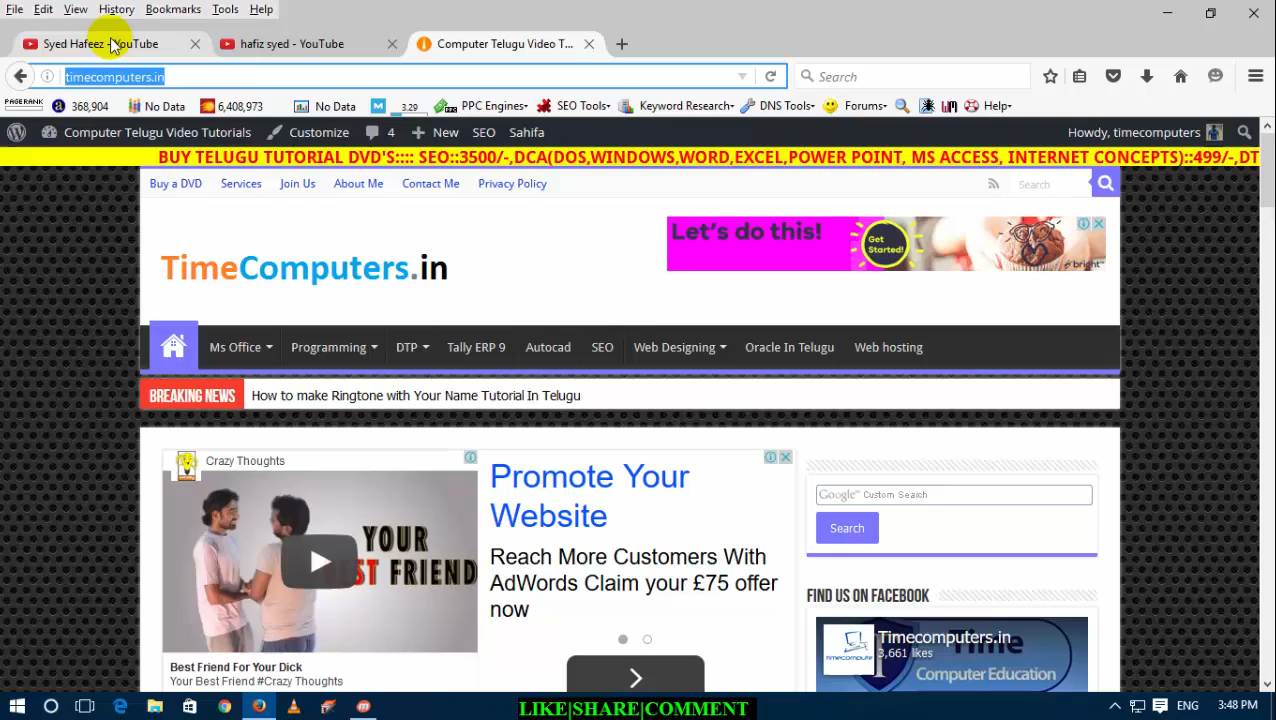 File Edit View History Bookmarks Tools Help
Syed Hafeez - YouTube hafiz syed - YouTube Computer Telugu Video T...
timecomputers.in Search
PAGERANK 368,904 No Data 6,408,973 No Data 3.29 PPC Engines SEO Tools Keyword Research DNS Tools Forums Help
Computer Telugu Video Tutorials Customize 4 New SEO Sahifa Howdy, timecomputers
BUY TELUGU TUTORIAL DVD'S:::: SEO::3500/-,DCA(DOS,WINDOWS,WORD,EXCEL,POWER POINT, MS ACCESS, INTERNET CONCEPTS)::499/-,DT
Buy a DVD Services Join Us About Me Contact Me Privacy Policy Search
Let's do this! Get Started! bright
TimeComputers.in
Ms Office Programming DTP Tally ERP 9 Autocad SEO Web Designing Oracle In Telugu Web hosting
BREAKING NEWS How to make Ringtone with Your Name Tutorial In Telugu
Crazy Thoughts
YOUR
BEST FRIEND
Best Friend For Your Dick
Your Best Friend #Crazy Thoughts
Promote Your
Website
Reach More Customers With
AdWords Claim your £75 offer
now
Google Custom Search
Search
FIND US ON FACEBOOK
Timecomputers.in
3,661 likes
timecompute
Time
Computer Education
LIKE|SHARE|COMMENT
ENG 3:48 PM